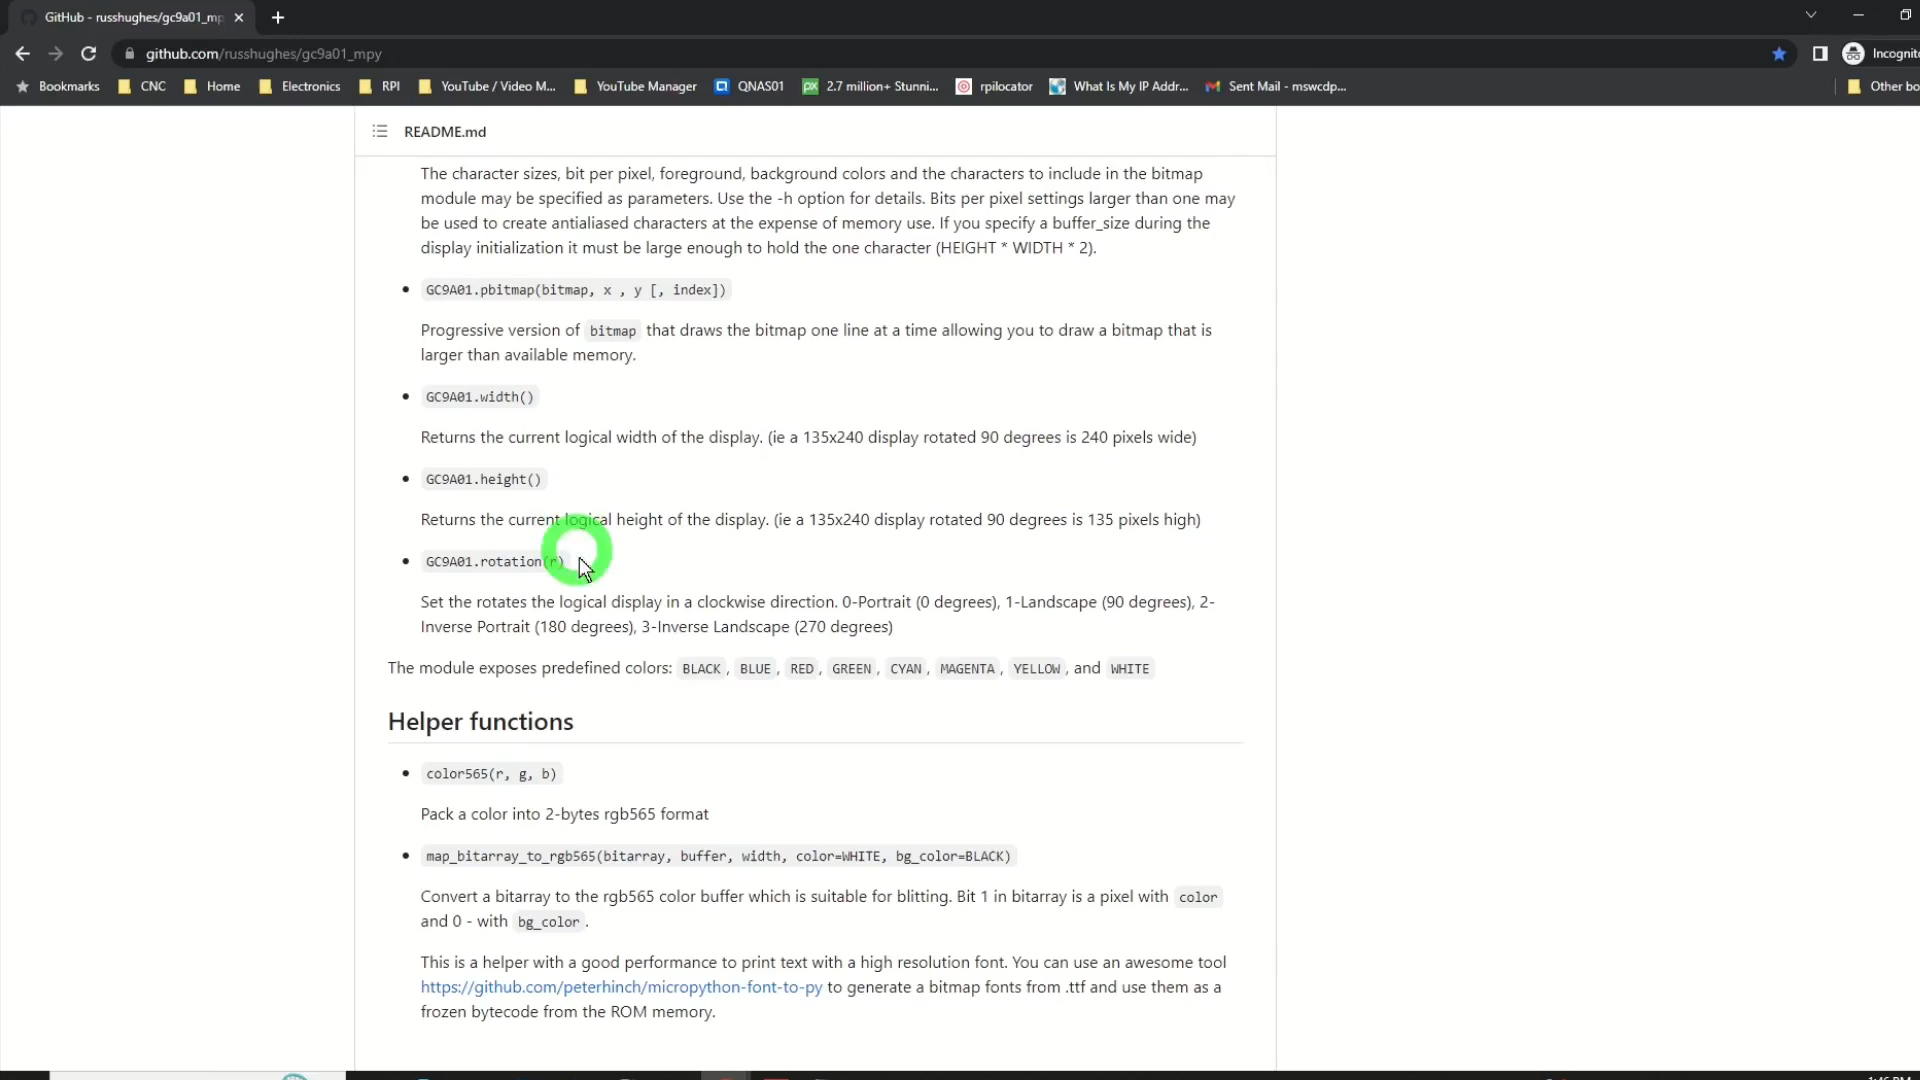 GitHub - russhughes/gc9a01_mp
github.com/russhughes/gc9a01_mpy
Incognito
Bookmarks CNC Home Electronics RPI YouTube / Video M... YouTube Manager QNAS01 2.7 million+ Stunni... rpilocator What Is My IP Addr... Sent Mail - mswcdp... Other bo
README.md
The character sizes, bit per pixel, foreground, background colors and the characters to include in the bitmap
module may be specified as parameters. Use the -h option for details. Bits per pixel settings larger than one may
be used to create antialiased characters at the expense of memory use. If you specify a buffer_size during the
display initialization it must be large enough to hold the one character (HEIGHT * WIDTH * 2).
GC9A01.pbitmap(bitmap, x , y [, index])
Progressive version of bitmap that draws the bitmap one line at a time allowing you to draw a bitmap that is
larger than available memory.
GC9A01.width()
Returns the current logical width of the display. (ie a 135x240 display rotated 90 degrees is 240 pixels wide)
GC9A01.height()
Returns the current logical height of the display. (ie a 135x240 display rotated 90 degrees is 135 pixels high)
GC9A01.rotation(r)
Set the rotates the logical display in a clockwise direction. 0-Portrait (0 degrees), 1-Landscape (90 degrees), 2-
Inverse Portrait (180 degrees), 3-Inverse Landscape (270 degrees)
The module exposes predefined colors: BLACK, BLUE, RED, GREEN, CYAN, MAGENTA, YELLOW, and WHITE
Helper functions
color565(r, g, b)
Pack a color into 2-bytes rgb565 format
map_bitarray_to_rgb565(bitarray, buffer, width, color=WHITE, bg_color=BLACK)
Convert a bitarray to the rgb565 color buffer which is suitable for blitting. Bit 1 in bitarray is a pixel with color
and 0 - with bg_color.
This is a helper with a good performance to print text with a high resolution font. You can use an awesome tool
https://github.com/peterhinch/micropython-font-to-py to generate a bitmap fonts from .ttf and use them as a
frozen bytecode from the ROM memory.